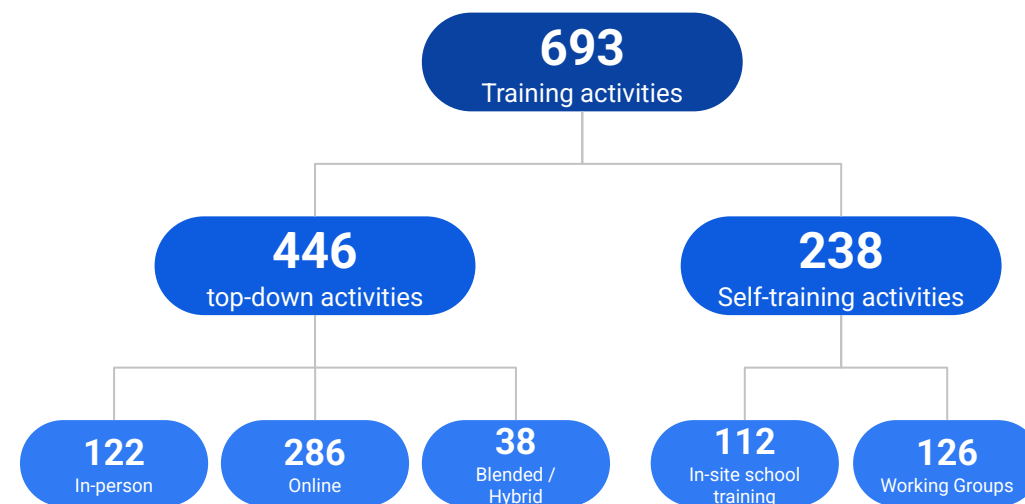 693
Training activities
446
top-down activities
238
Self-training activities
122
In-person
286
Online
38
Blended /
Hybrid
112
In-site school
training
126
Working Groups